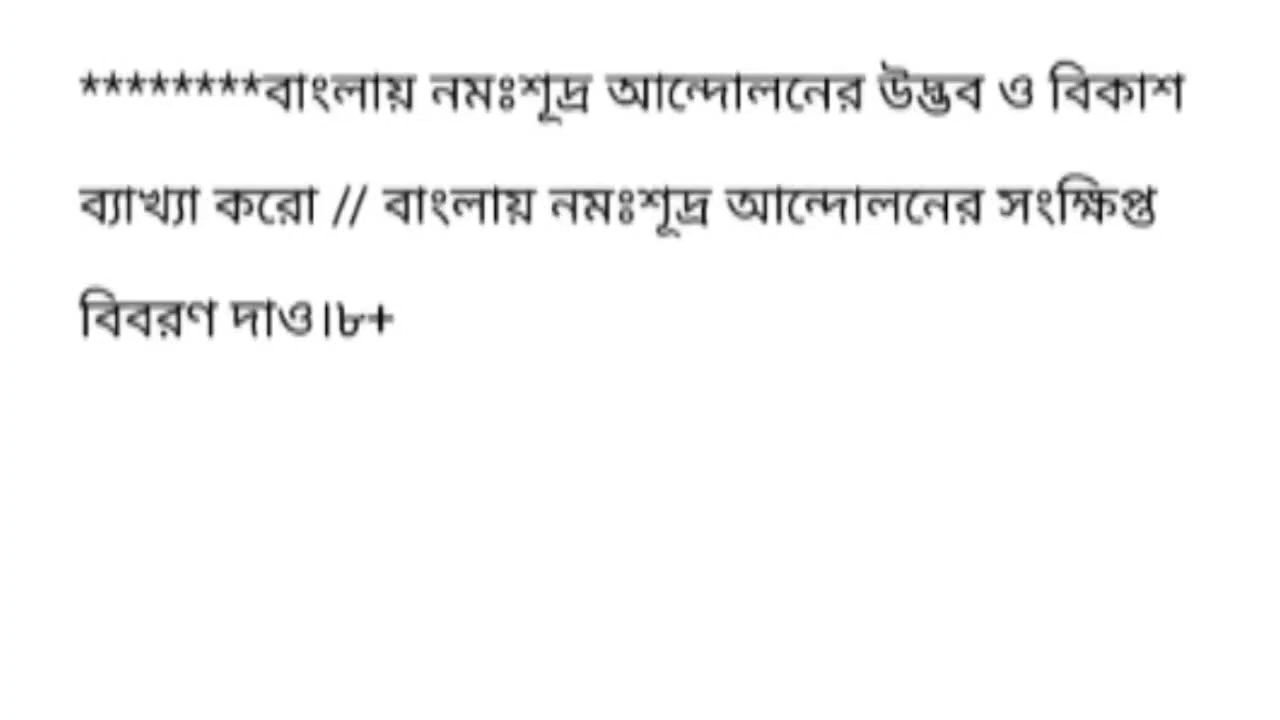 ********বাংলায় নমঃশূদ্র আন্দোলনের উদ্ভব ও বিকাশ
ব্যাখ্যা করো // বাংলায় নমঃশূদ্র আন্দোলনের সংক্ষিপ্ত
বিবরণ দাও।৮+